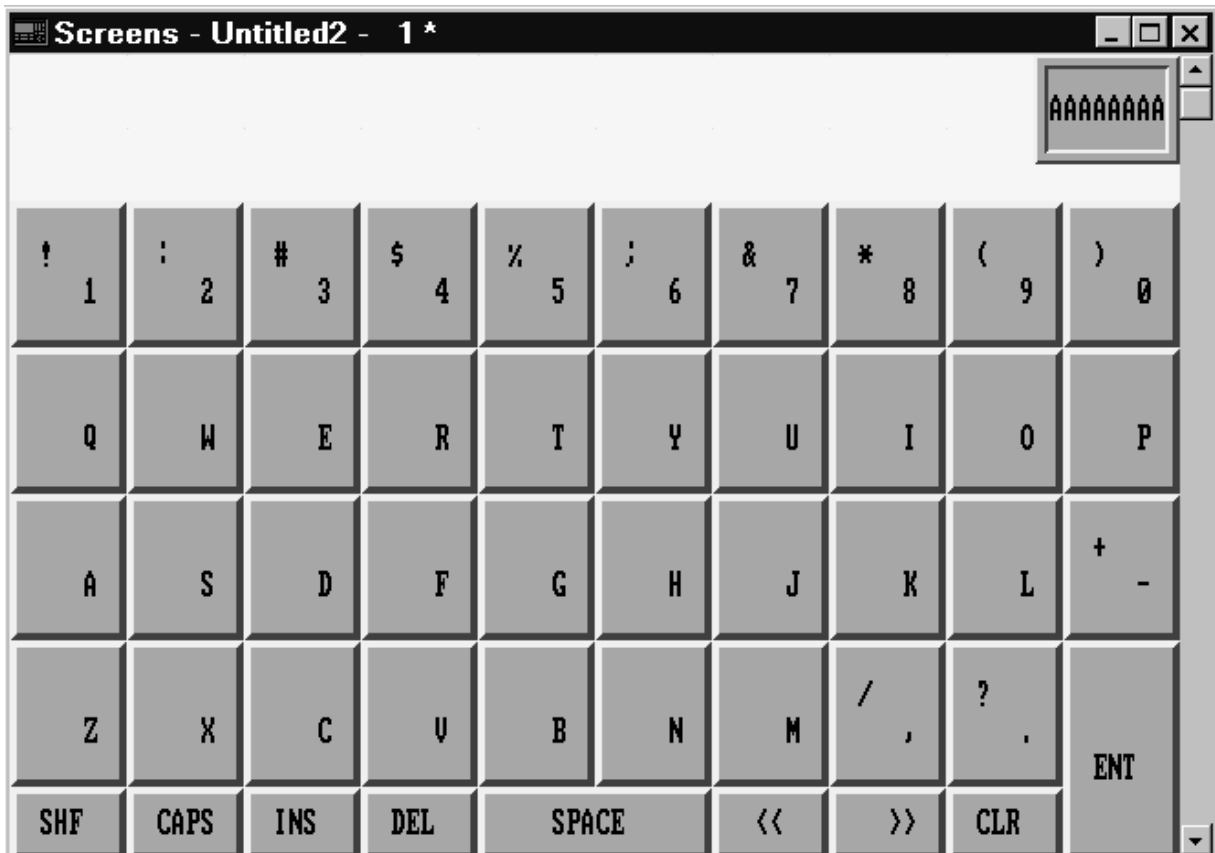 Screens - Untitled2 -   1 *
AAAAAAAA
! : # $ % ; & * ( )
1 2 3 4 5 6 7 8 9 0
Q W E R T Y U I O P
+
A S D F G H J K L -
/ ?
Z X C V B N M , .
ENT
SHF CAPS INS DEL SPACE << >> CLR